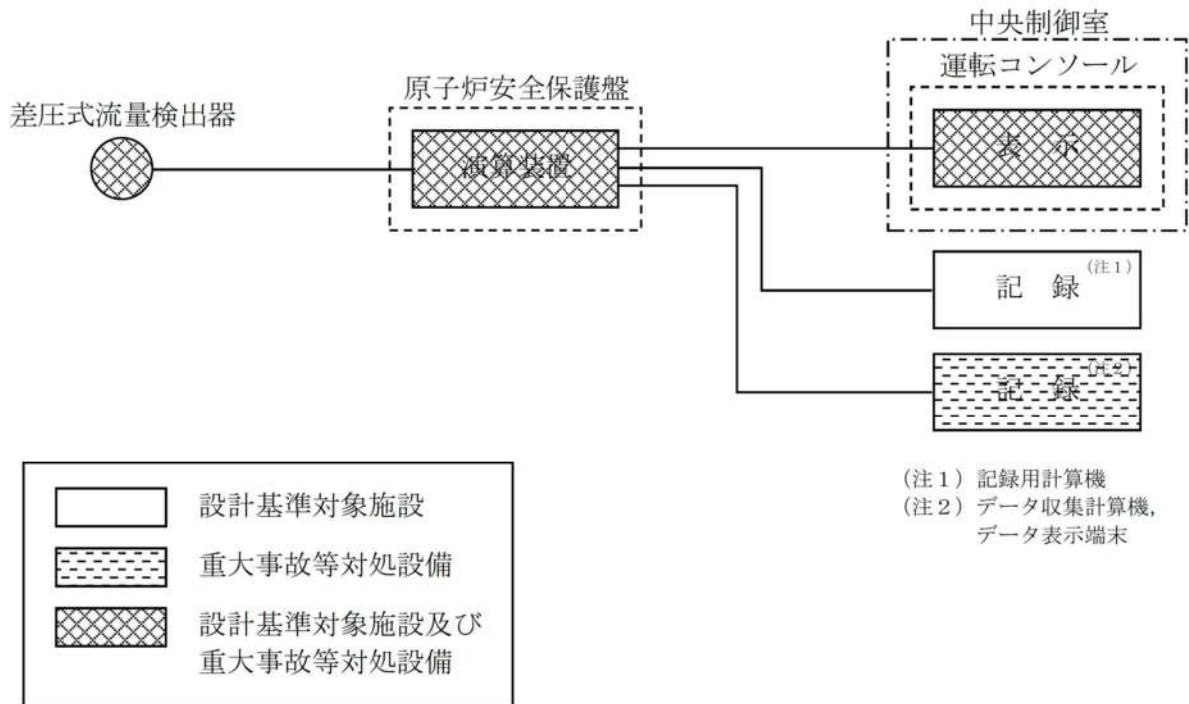 中央制御室
運転コンソール
原子炉安全保護盤
差圧式流量検出器
演算装置
表 示
記 録 (注1)
記 録 (注2)
(注1) 記録用計算機
(注2) データ収集計算機,
データ表示端末
設計基準対象施設
重大事故等対処設備
設計基準対象施設及び
重大事故等対処設備